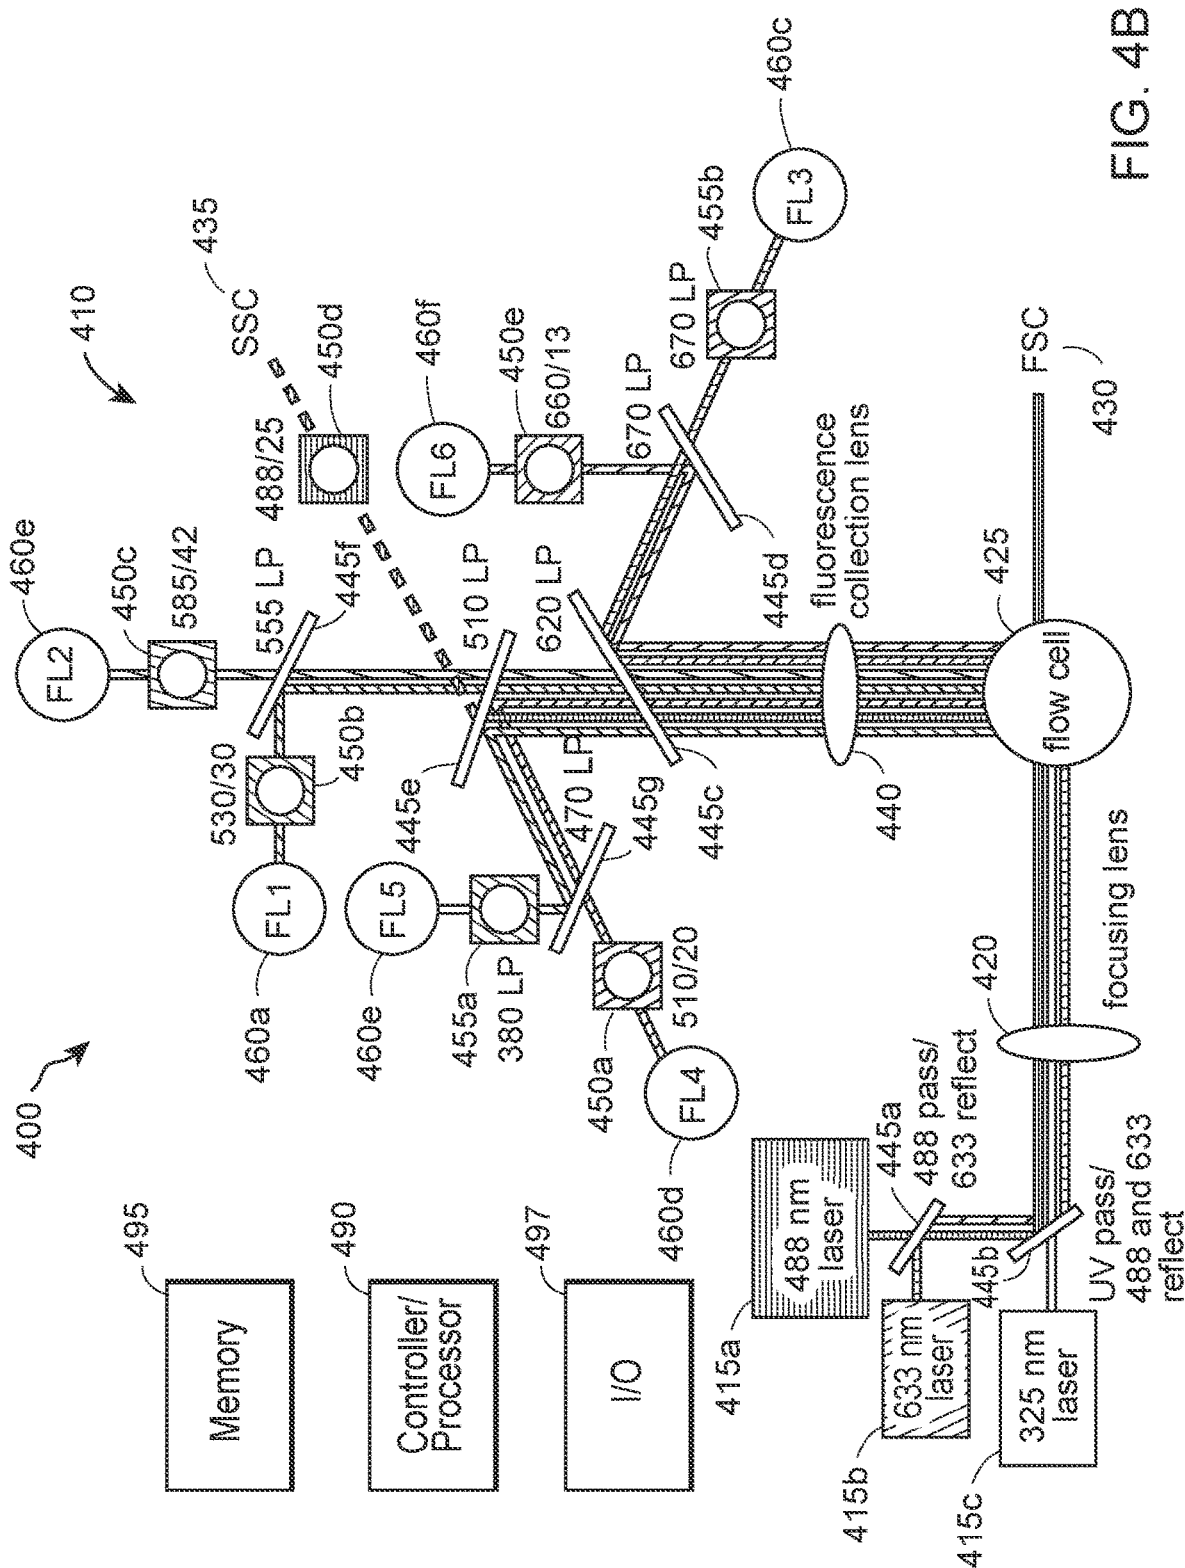 400
410
495
Memory
490
Controller/
Processor
497
I/O
460e
FL2
450c
585/42
555 LP
445f
530/30
450b
FL1
460a
488/25
450d
SSC
435
FL5
460e
455a
380 LP
445e
510 LP
470 LP
445g
510/20
450a
FL4
460d
460f
FL6
450e
660/13
670 LP
445d
620 LP
445c
670 LP
455b
FL3
460c
fluorescence
collection lens
440
425
flow cell
FSC
430
focusing lens
420
415a
488 nm
laser
445a
488 pass/
633 reflect
415b
633 nm
laser
445b
UV pass/
488 and 633
reflect
415c
325 nm
laser
FIG. 4B